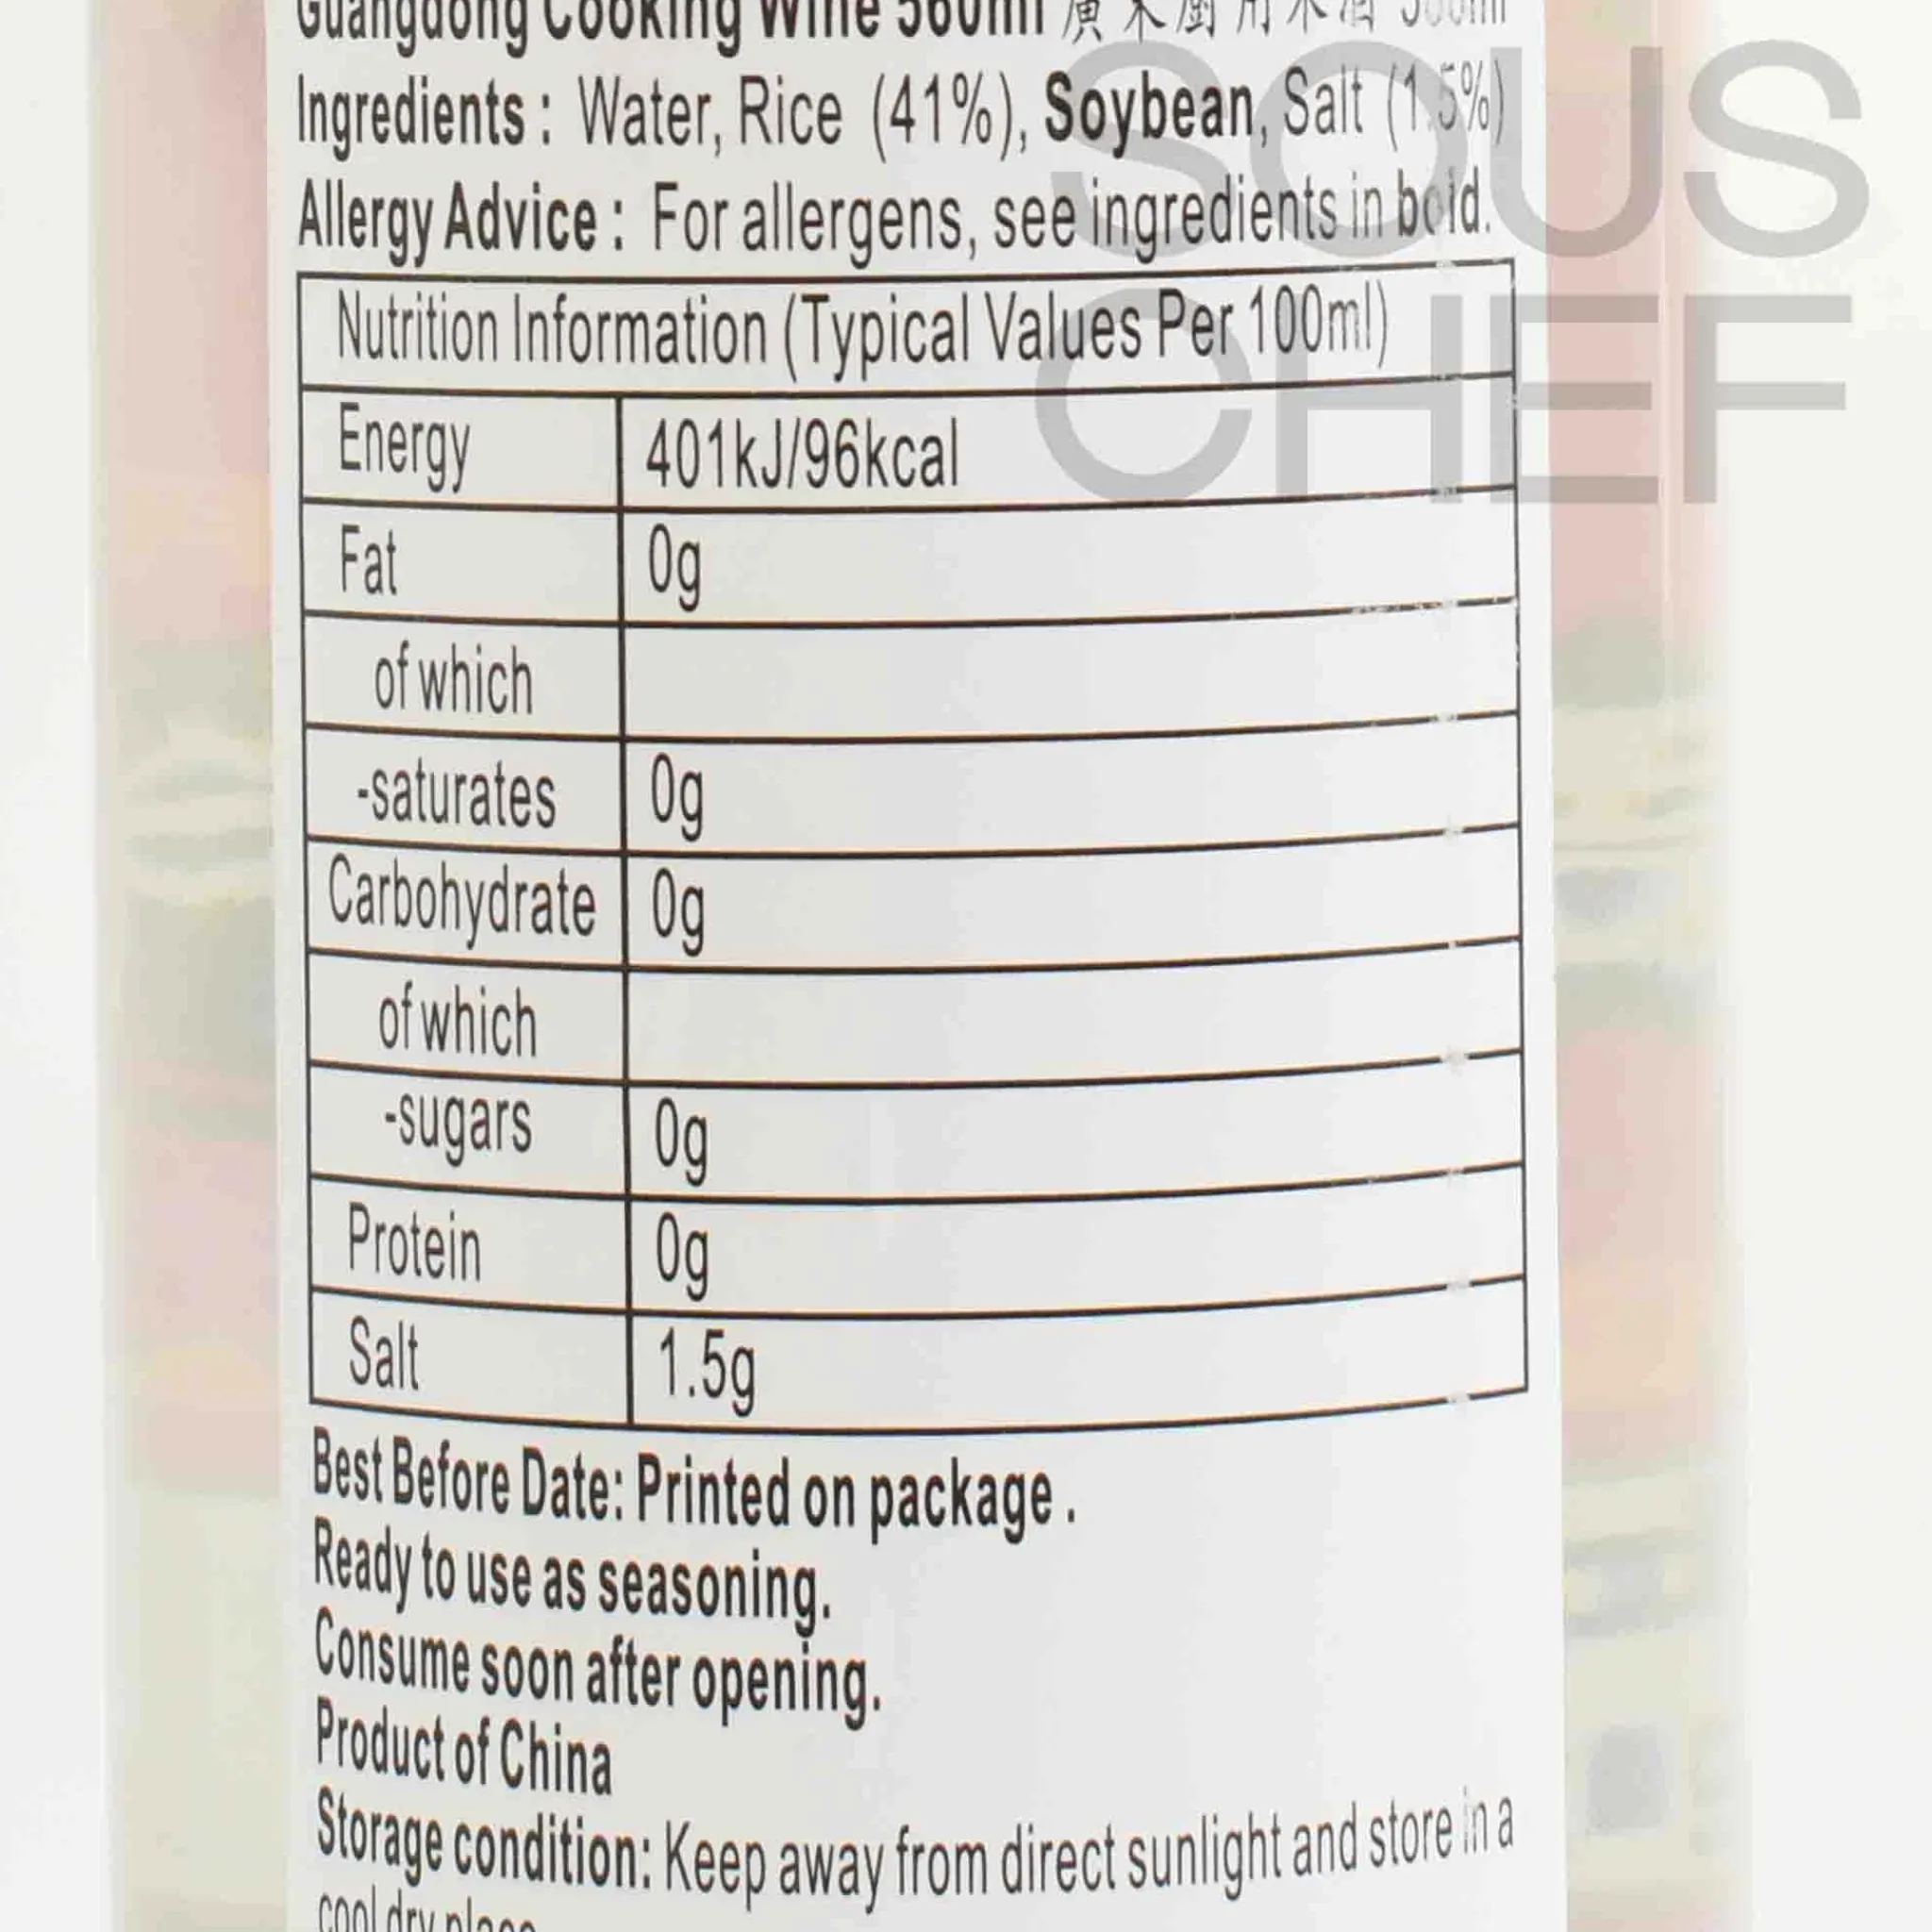 Guangdong Cooking Wine 560ml 廣東廚用米酒 560ml
Ingredients : Water, Rice (41%), Soybean, Salt (1.5%)
Allergy Advice : For allergens, see ingredients in bold.
SOUS
CHEF
Nutrition Information (Typical Values Per 100ml)
Energy 401kJ/96kcal
Fat 0g
of which
-saturates 0g
Carbohydrate 0g
of which
-sugars 0g
Protein 0g
Salt 1.5g
Best Before Date: Printed on package .
Ready to use as seasoning.
Consume soon after opening.
Product of China
Storage condition: Keep away from direct sunlight and store in a
cool dry place